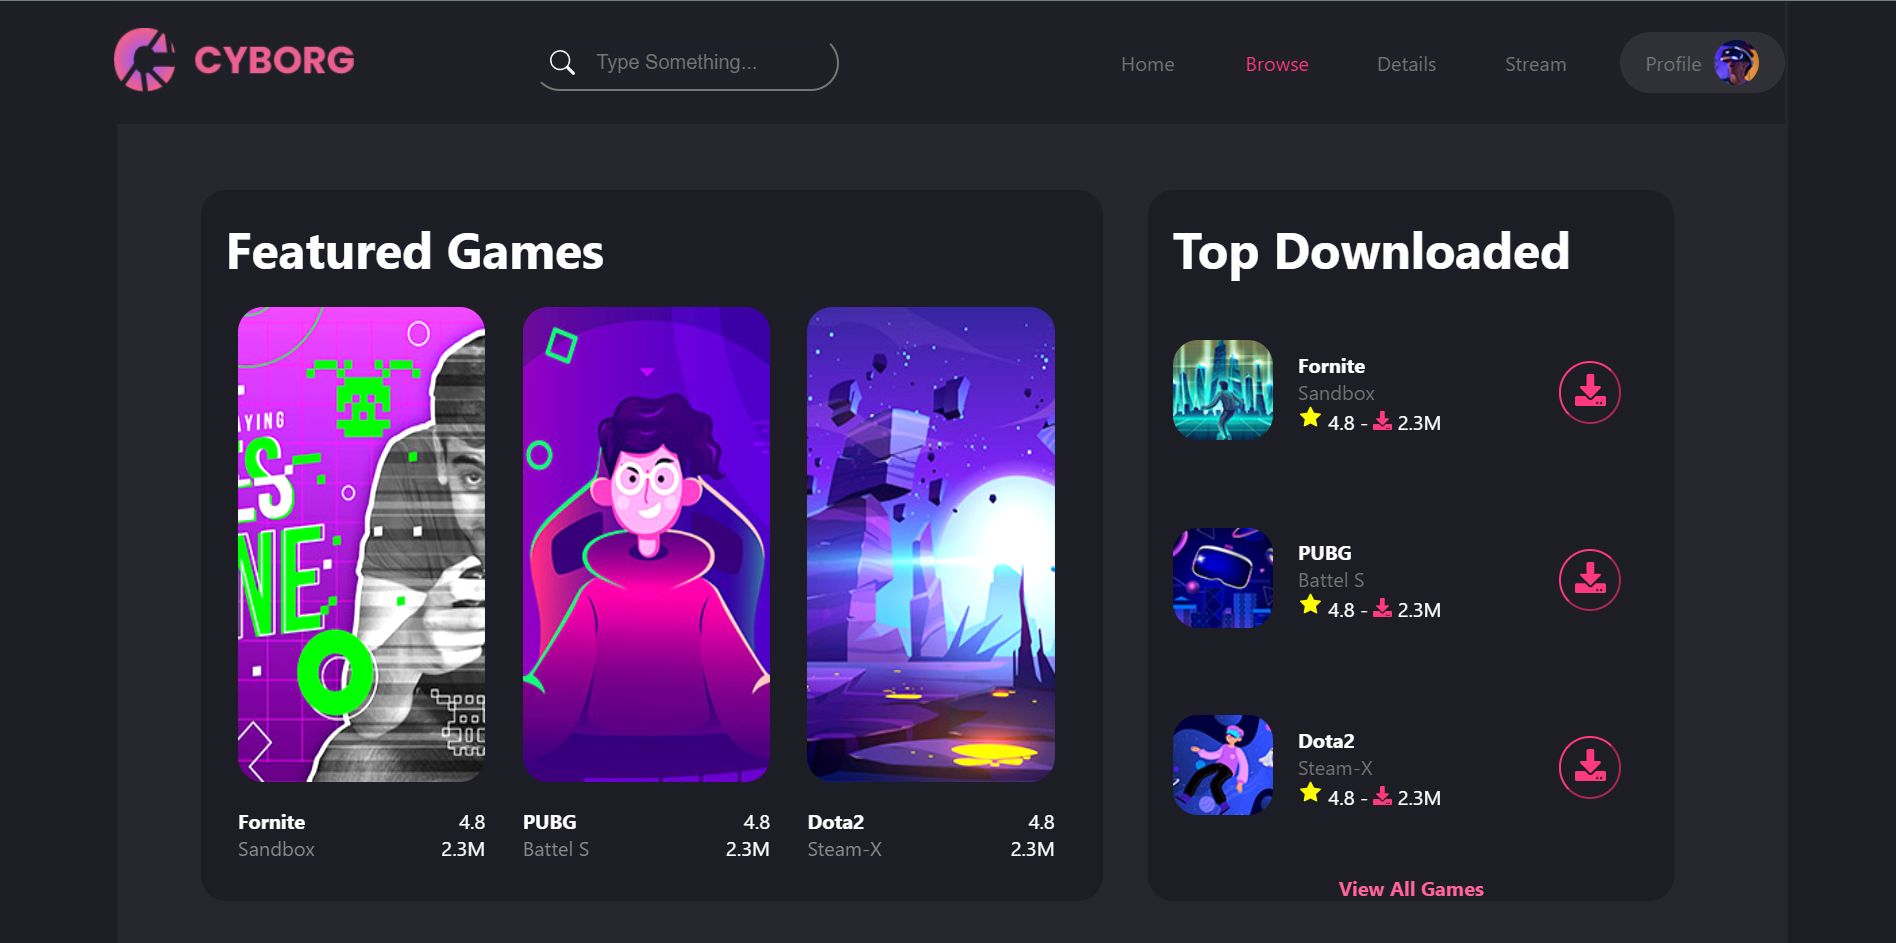 CYBORG
Type Something...
Home
Browse
Details
Stream
Profile
Featured Games
AYING
ES
NE
Fornite 4.8
Sandbox 2.3M
PUBG 4.8
Battel S 2.3M
Dota2 4.8
Steam-X 2.3M
Top Downloaded
Fornite
Sandbox
4.8 - 2.3M
PUBG
Battel S
4.8 - 2.3M
Dota2
Steam-X
4.8 - 2.3M
View All Games